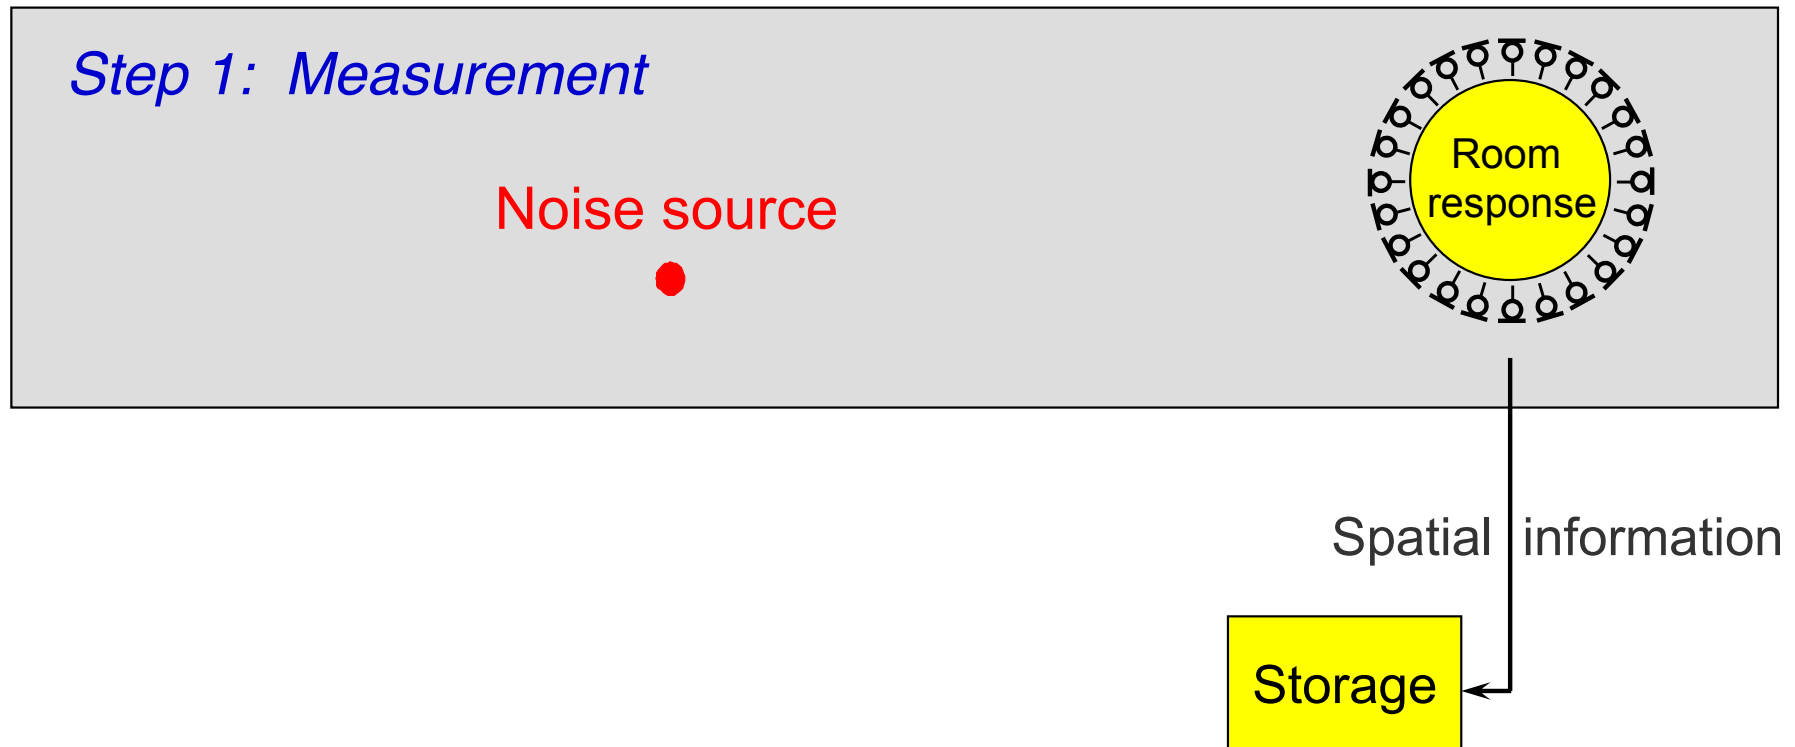 Step 1: Measurement
Room
response
Noise source
Spatial information
Storage